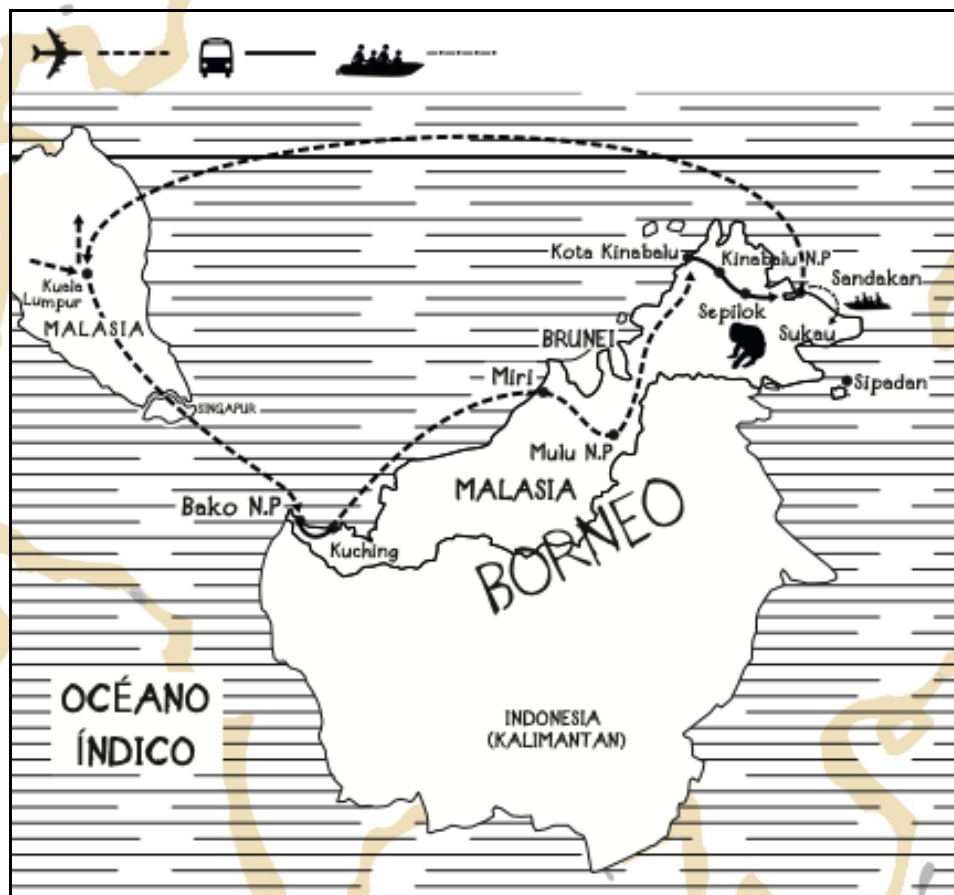 Kota Kinabalu
Kinabalu N.P
Sandakan
Kuala
Lumpur
Sepilok
MALASIA
BRUNEI
Sukau
Miri
Sipadan
SINGAPUR
Mulu N.P
MALASIA
Bako N.P
BORNEO
Kuching
OCÉANO
ÍNDICO
INDONESIA
(KALIMANTAN)